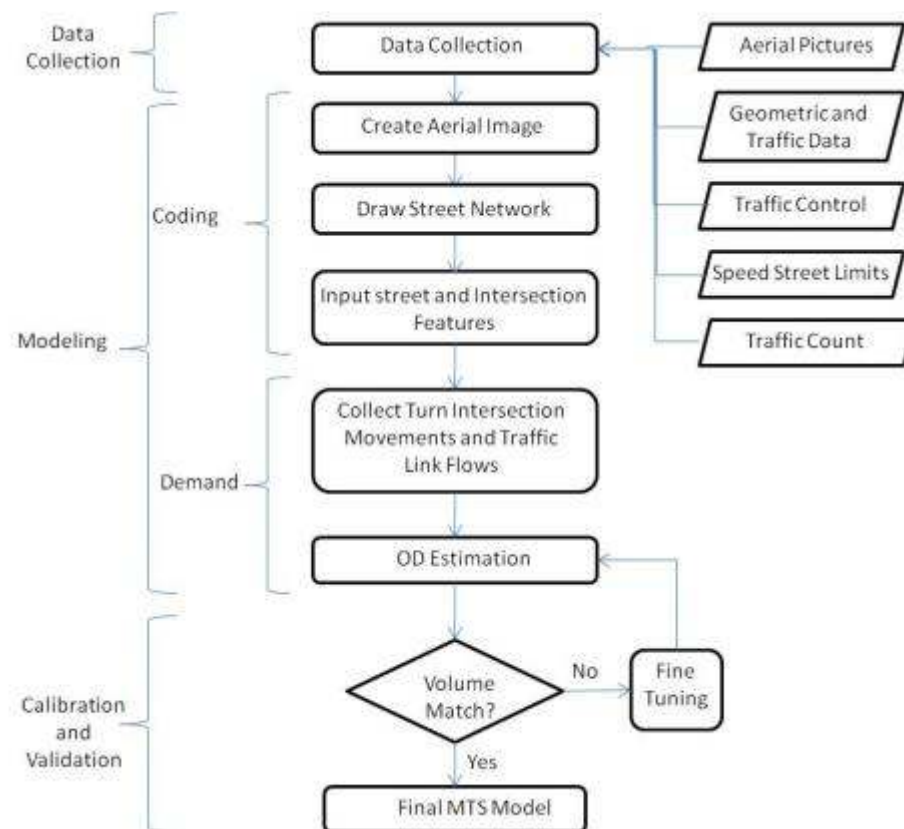 Data
Collection
Data Collection
Aerial Pictures
Geometric and
Traffic Data
Create Aerial Image
Coding
Draw Street Network
Traffic Control
Speed Street Limits
Input street and Intersection
Features
Modeling
Traffic Count
Collect Turn Intersection
Movements and Traffic
Link Flows
Demand
OD Estimation
Volume
Match?
No
Fine
Tuning
Calibration
and
Validation
Yes
Final MTS Model